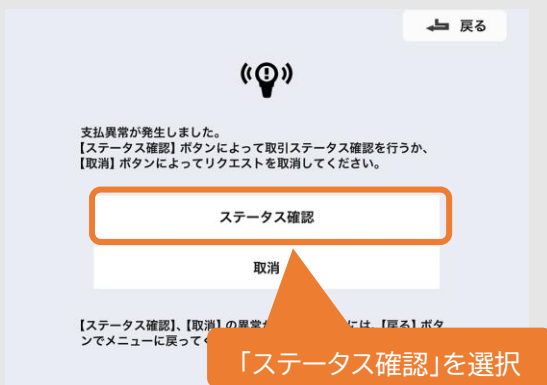 戻る
支払異常が発生しました。
【ステータス確認】ボタンによって取引ステータス確認を行うか、
【取消】ボタンによってリクエストを取消してください。
ステータス確認
取消
【ステータス確認】、【取消】の異常が には、【戻る】ボタ
ンでメニューに戻って
「ステータス確認」を選択